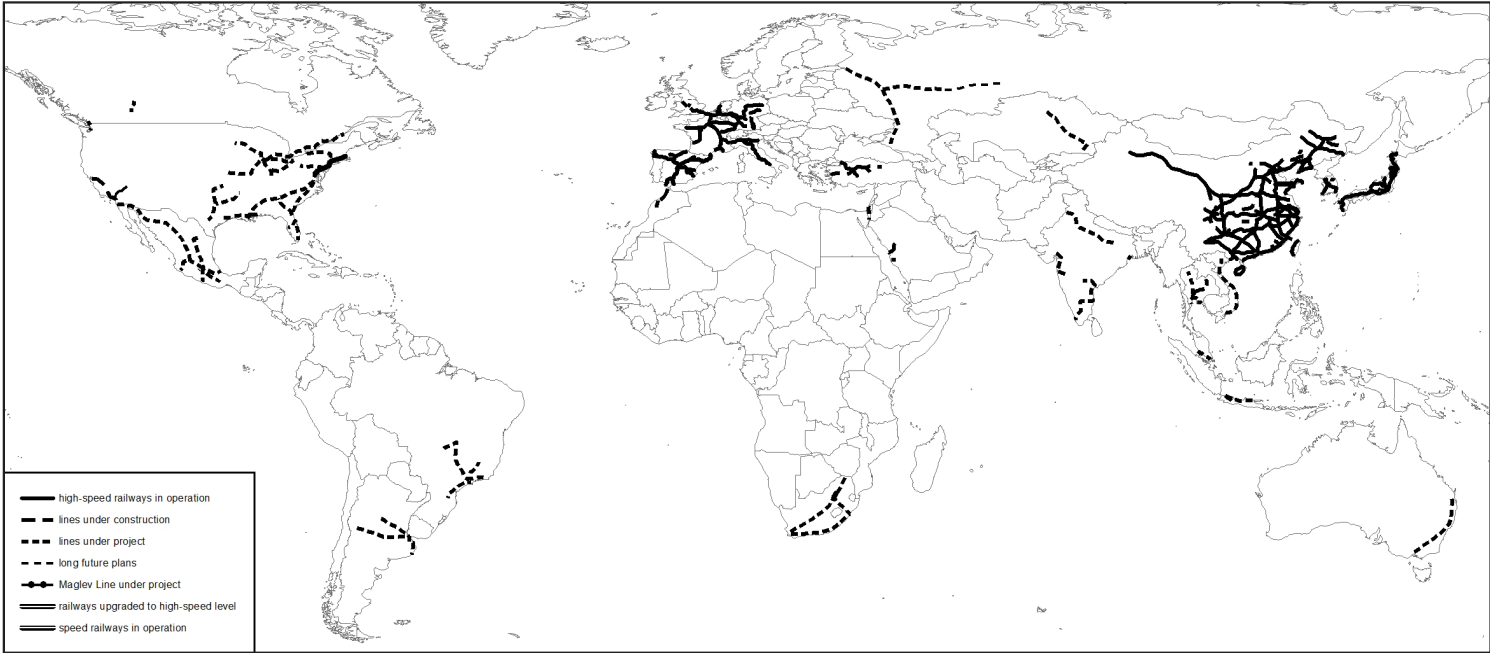 high-speed railways in operation
lines under construction
lines under project
long future plans
Maglev Line under project
railways upgraded to high-speed level
speed railways in operation